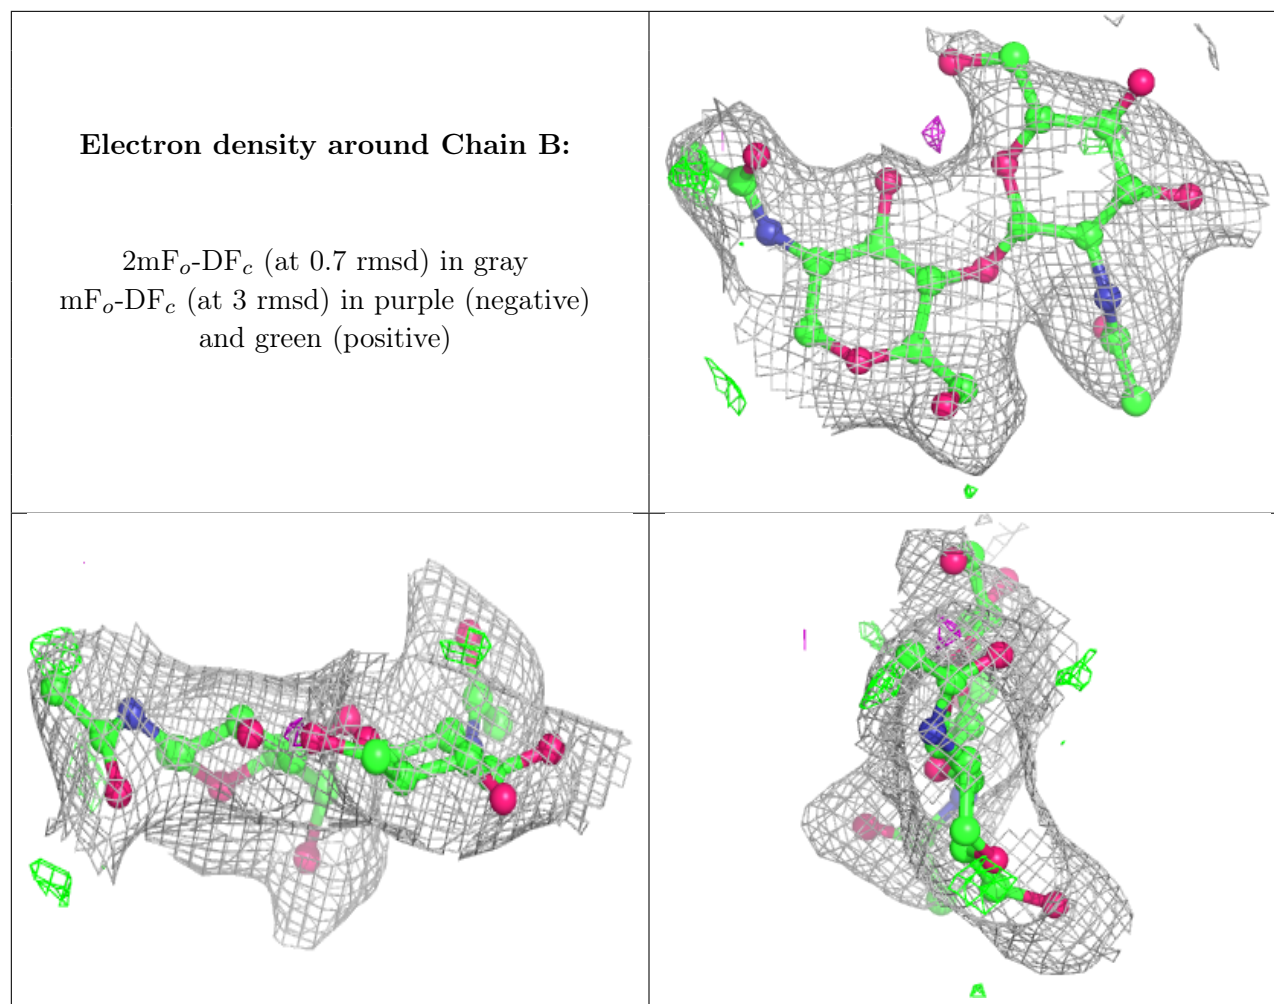 Electron density around Chain B:
2mFo-DFc (at 0.7 rmsd) in gray
mFo-DFc (at 3 rmsd) in purple (negative)
and green (positive)